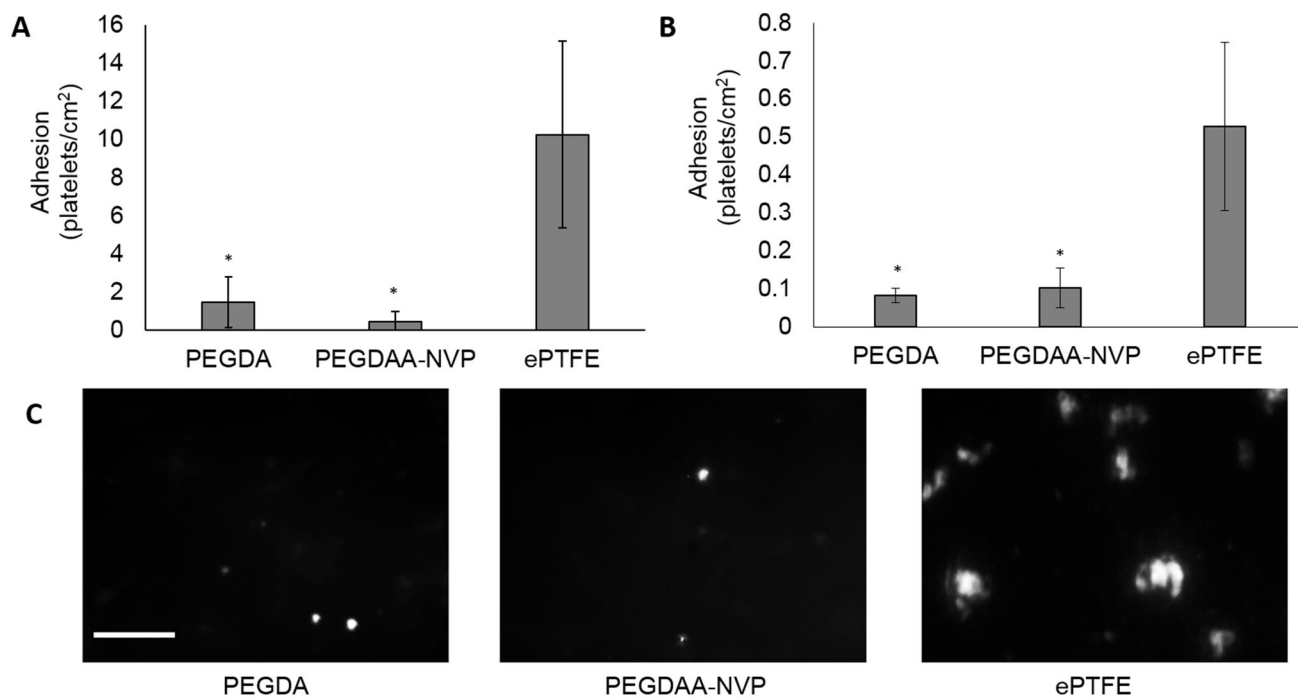 A
Adhesion
(platelets/cm²)
16
14
12
10
8
6
4
2
0
*
*
PEGDA
PEGDAA-NVP
ePTFE
B
Adhesion
(platelets/cm²)
0.8
0.7
0.6
0.5
0.4
0.3
0.2
0.1
0
*
*
PEGDA
PEGDAA-NVP
ePTFE
C
PEGDA
PEGDAA-NVP
ePTFE